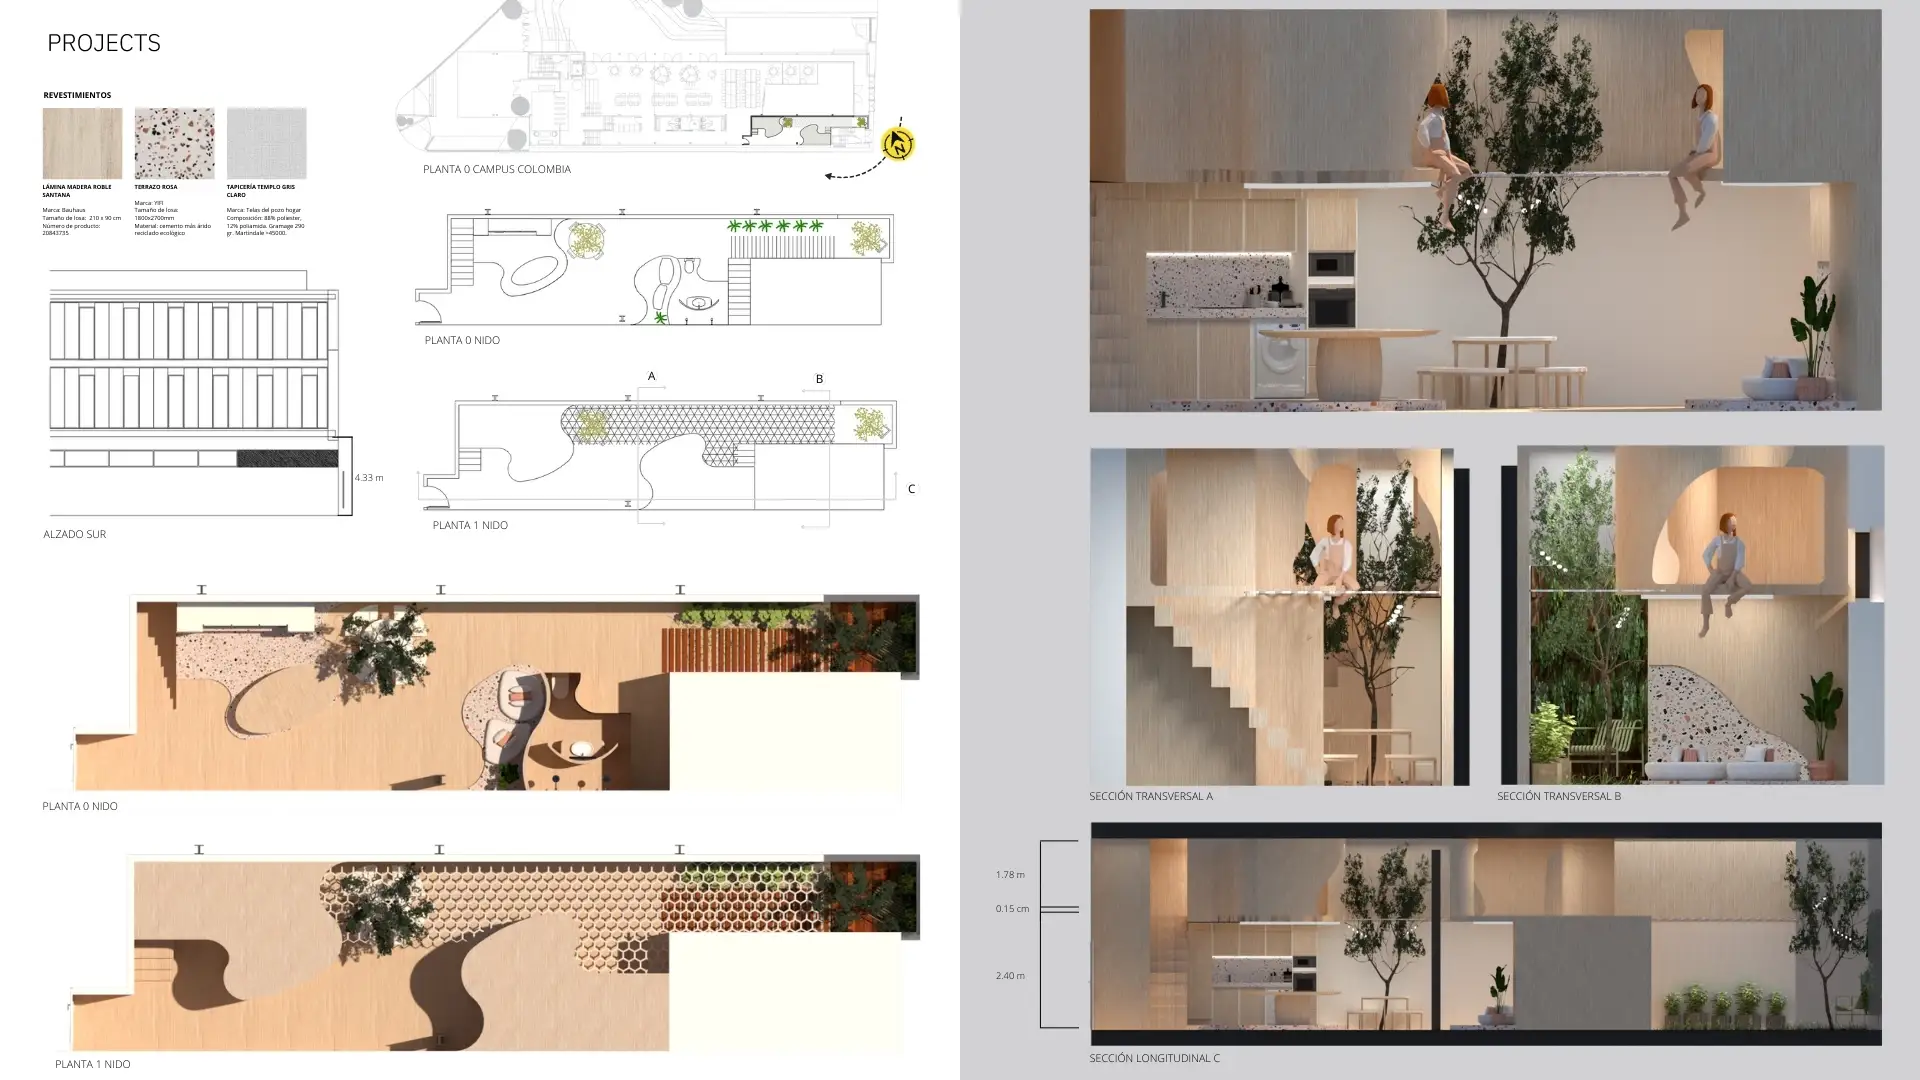 PROJECTS
REVESTIMIENTOS
LÁMINA MADERA ROBLE
SANTANA
Marca: Bauhaus
Tamaño de losa: 210 x 90 cm
Número de producto:
20843735
TERRAZO ROSA
Marca: YIFI
Tamaño de losa:
1800x2700mm
Material: cemento más árido
reciclado ecológico
TAPICERÍA TEMPLO GRIS
CLARO
Marca: Telas del pozo hogar
Composición: 88% poliester,
12% poliamida. Gramage 290
gr. Martindale =45000.
4.33 m
ALZADO SUR
PLANTA 0 CAMPUS COLOMBIA
N
PLANTA 0 NIDO
A
B
C
PLANTA 1 NIDO
PLANTA 0 NIDO
PLANTA 1 NIDO
SECCIÓN TRANSVERSAL A
SECCIÓN TRANSVERSAL B
1.78 m
0.15 cm
2.40 m
SECCIÓN LONGITUDINAL C